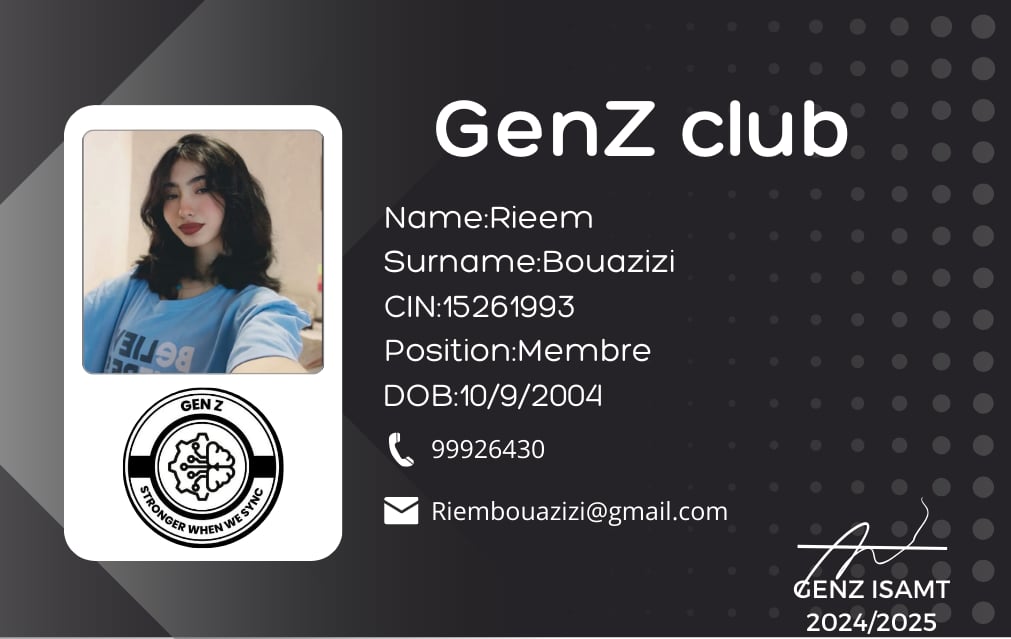 GenZ club
Name:Rieem
Surname:Bouazizi
CIN:15261993
Position:Membre
DOB:10/9/2004
99926430
Riembouazizi@gmail.com
GEN Z
STRONGER WHEN WE SYNC
GENZ ISAMT
2024/2025